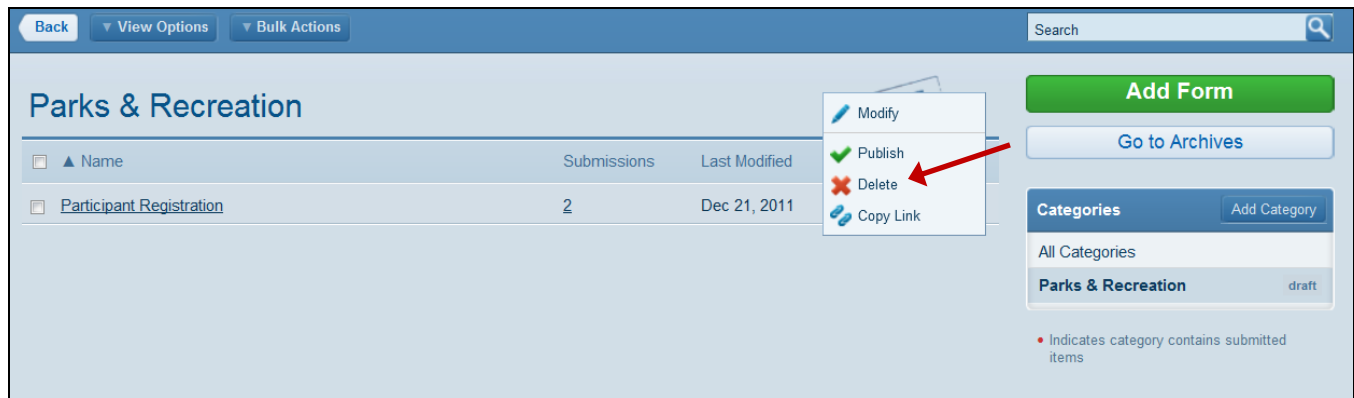 Back ▼ View Options ▼ Bulk Actions Search
Parks & Recreation
Add Form
Go to Archives
▲ Name Submissions Last Modified
Participant Registration 2 Dec 21, 2011
Modify
Publish
Delete
Copy Link
Categories Add Category
All Categories
Parks & Recreation draft
• Indicates category contains submitted
items